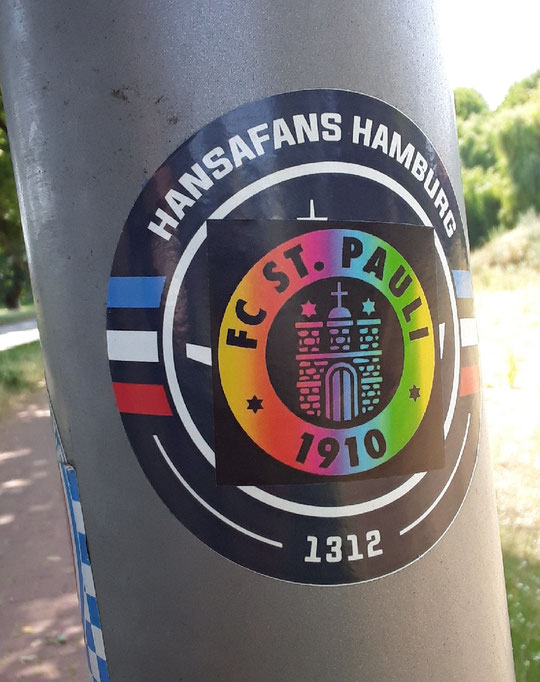 HANSAFANS HAMBURG
FC ST. PAULI
1910
1312